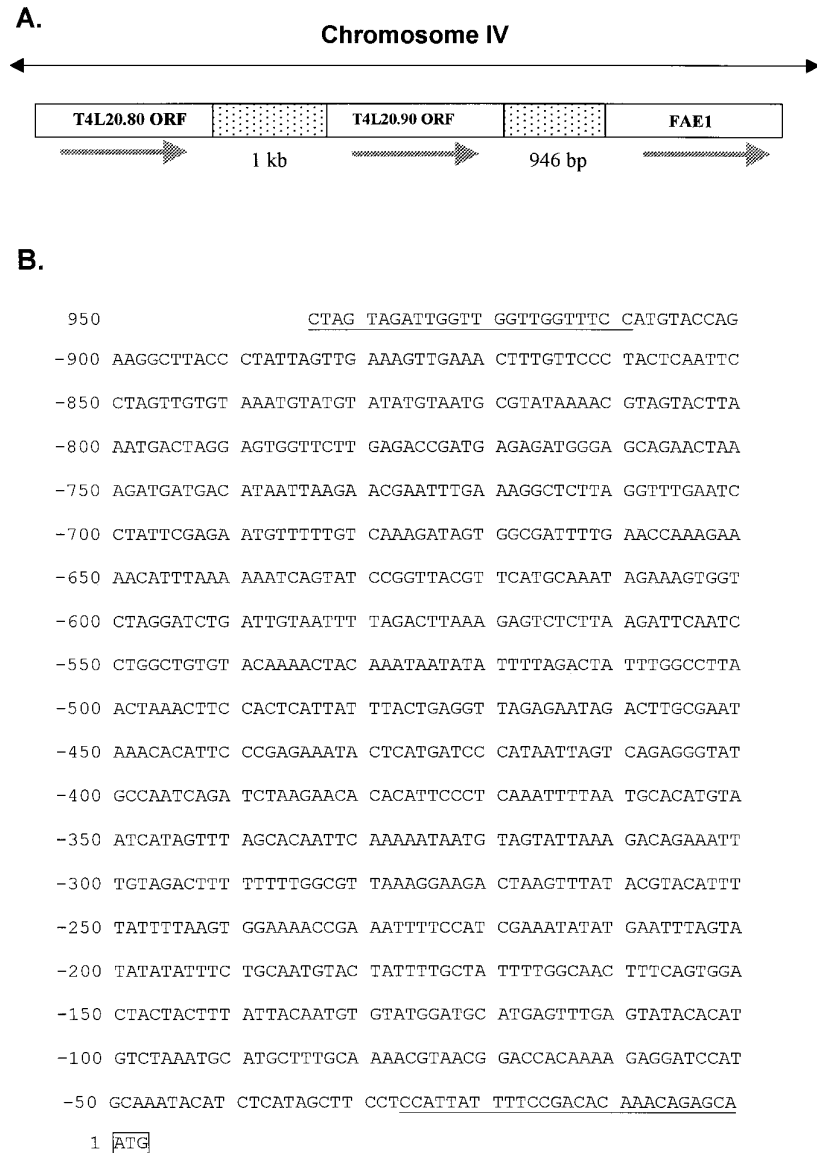 A.
Chromosome IV
T4L20.80 ORF T4L20.90 ORF FAE1
1 kb 946 bp
B.
950 CTAG TAGATTGGTT GGTTGGTTTC CATGTACCAG
-900 AAGGCTTACC CTATTAGTTG AAAGTTGAAA CTTTGTTCCC TACTCAATTC
-850 CTAGTTGTGT AAATGTATGT ATATGTAATG CGTATAAAAC GTAGTACTTA
-800 AATGACTAGG AGTGGTTCTT GAGACCGATG AGAGATGGGA GCAGAACTAA
-750 AGATGATGAC ATAATTAAGA ACGAATTTGA AAGGCTCTTA GGTTTGAATC
-700 CTATTCGAGA ATGTTTTTGT CAAAGATAGT GGCGATTTTG AACCAAAGAA
-650 AACATTTAAA AAATCAGTAT CCGGTTACGT TCATGCAAAT AGAAAGTGGT
-600 CTAGGATCTG ATTGTAATTT TAGACTTAAA GAGTCTCTTA AGATTCAATC
-550 CTGGCTGTGT ACAAAACTAC AAATAATATA TTTTAGACTA TTTGGCCTTA
-500 ACTAAACTTC CACTCATTAT TTACTGAGGT TAGAGAATAG ACTTGCGAAT
-450 AAACACATTC CCGAGAAATA CTCATGATCC CATAATTAGT CAGAGGGTAT
-400 GCCAATCAGA TCTAAGAACA CACATTCCCT CAAATTTTAA TGCACATGTA
-350 ATCATAGTTT AGCACAATTC AAAAATAATG TAGTATTAAA GACAGAAATT
-300 TGTAGACTTT TTTTTGGCGT TAAAGGAAGA CTAAGTTTAT ACGTACATTT
-250 TATTTTAAGT GGAAAACCGA AATTTTCCAT CGAAATATAT GAATTTAGTA
-200 TATATATTTC TGCAATGTAC TATTTTGCTA TTTTGGCAAC TTTCAGTGGA
-150 CTACTACTTT ATTACAATGT GTATGGATGC ATGAGTTTGA GTATACACAT
-100 GTCTAAATGC ATGCTTTGCA AAACGTAACG GACCACAAAA GAGGATCCAT
-50 GCAAATACAT CTCATAGCTT CCTCCATTAT TTTCCGACAC AAACAGAGCA
1 ATG